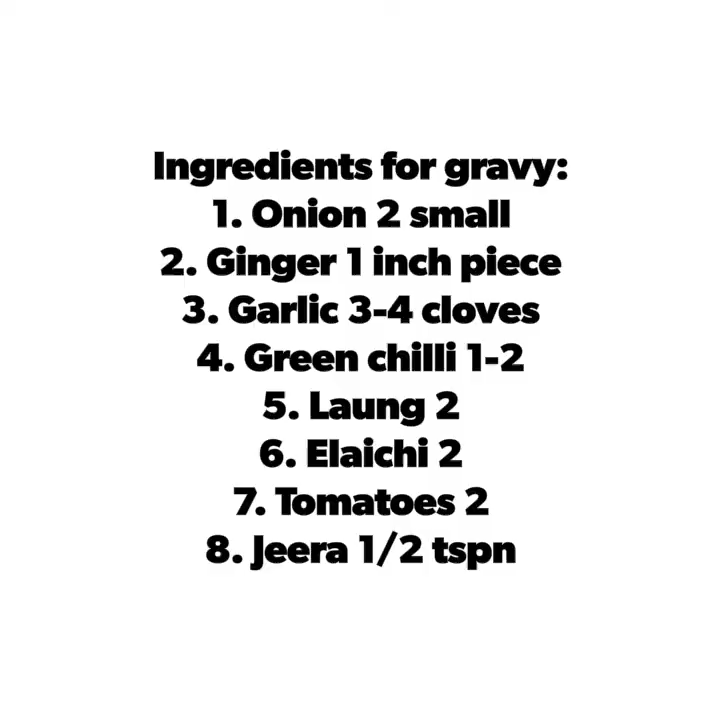 Ingredients for gravy:
1. Onion 2 small
2. Ginger 1 inch piece
3. Garlic 3-4 cloves
4. Green chilli 1-2
5. Laung 2
6. Elaichi 2
7. Tomatoes 2
8. Jeera 1/2 tspn